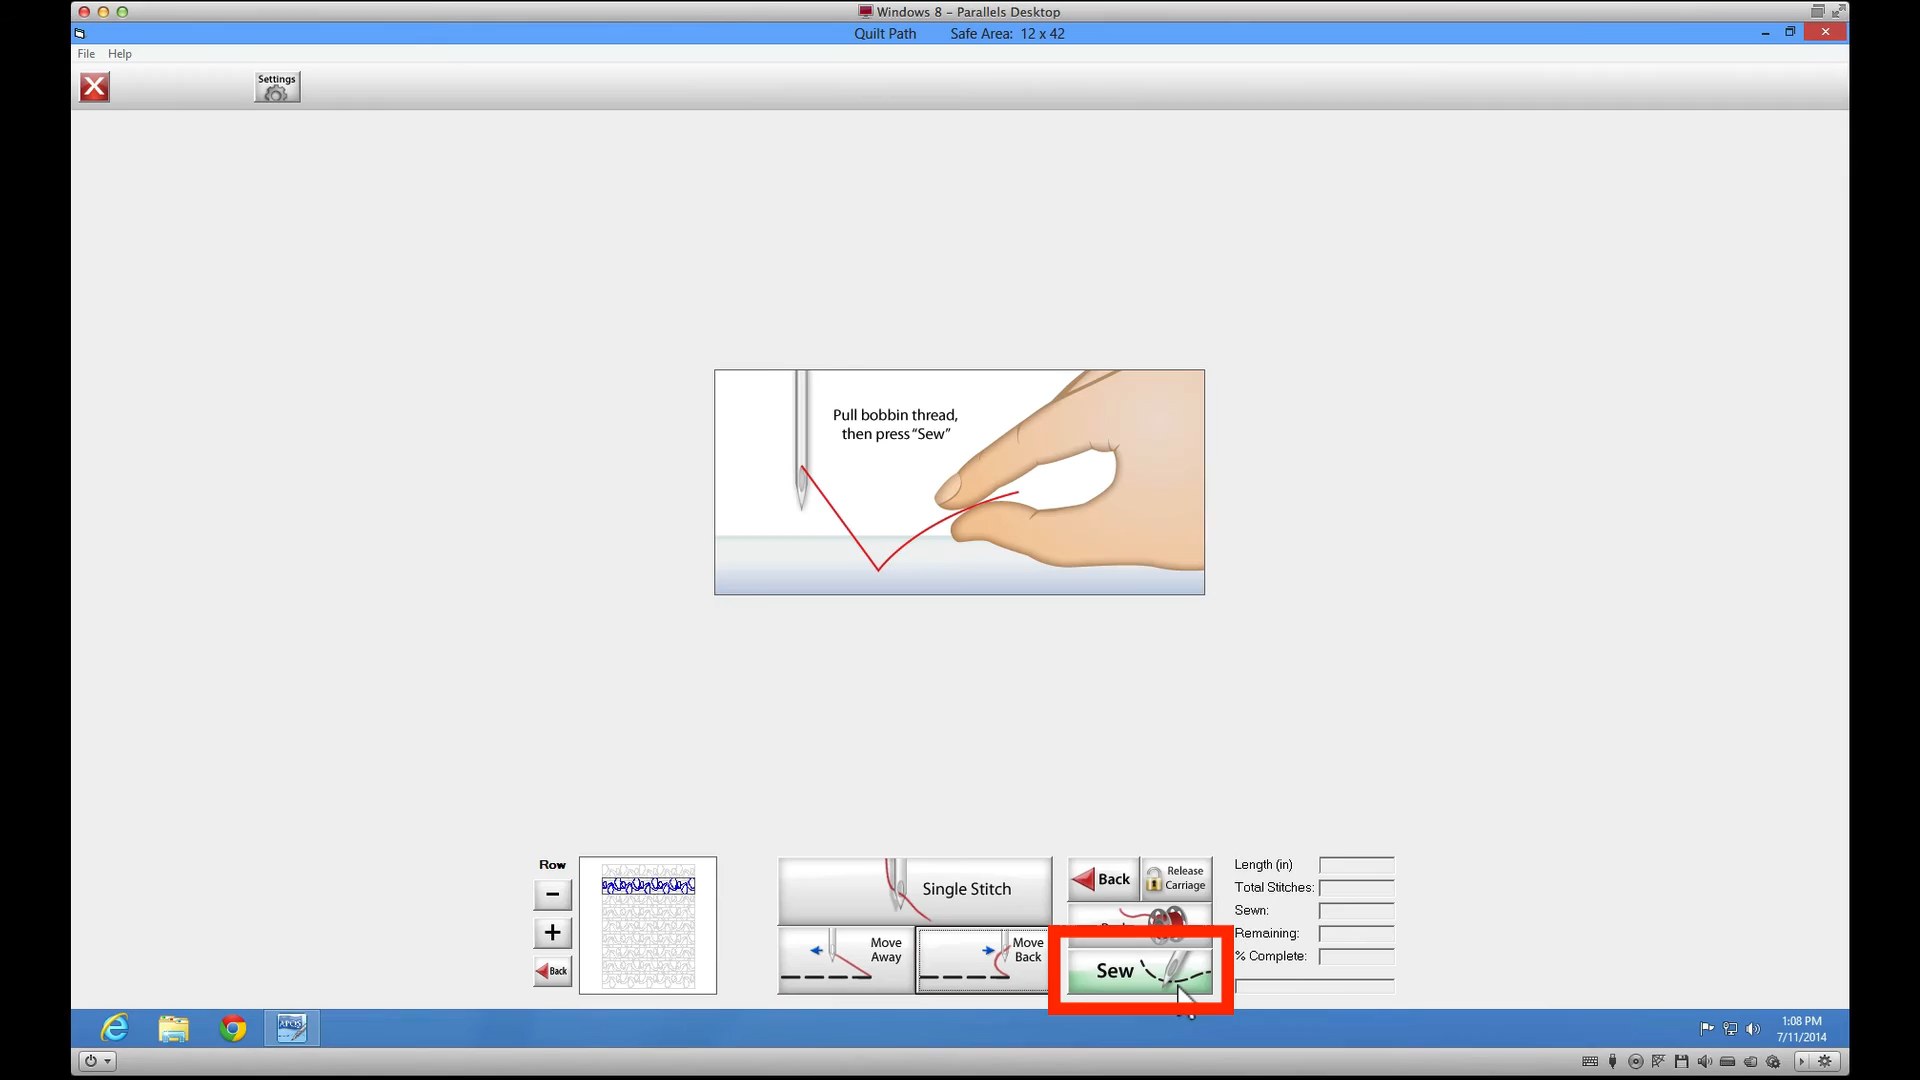 Windows 8 - Parallels Desktop
Quilt Path Safe Area: 12 x 42
File Help
Settings
Pull bobbin thread,
then press “Sew”
Row
Back
Single Stitch
Move
Away
Move
Back
Back
Release
Carriage
Sew
Length (in)
Total Stitches:
Sewn:
Remaining:
% Complete:
APQS
1:08 PM
7/11/2014